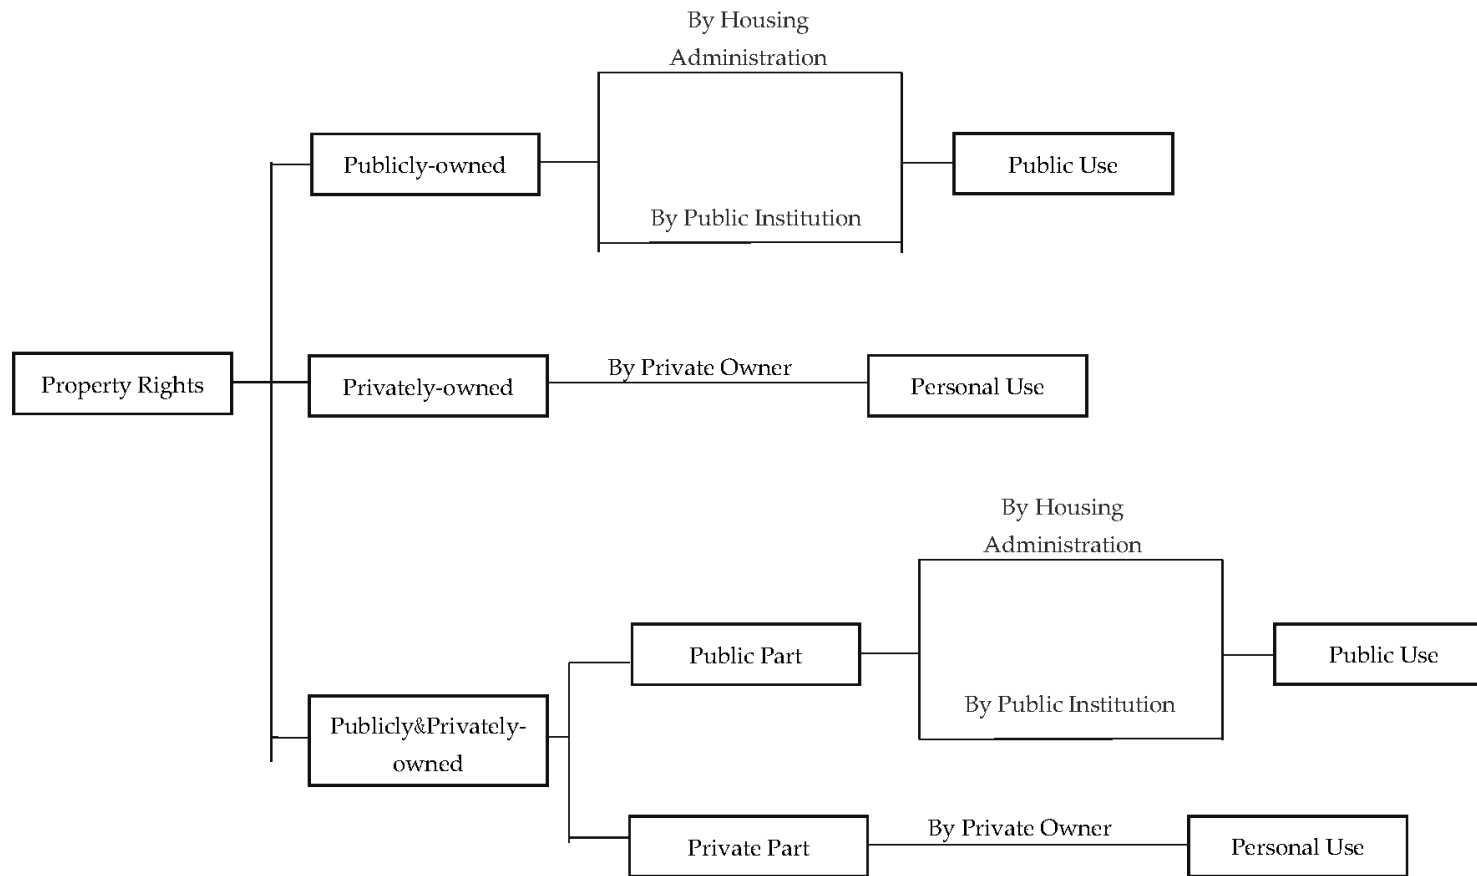 By Housing
Administration
Publicly-owned
Public Use
By Public Institution
Property Rights
Privately-owned
By Private Owner
Personal Use
By Housing
Administration
Public Part
Public Use
By Public Institution
Publicly&Privately-
owned
Private Part
By Private Owner
Personal Use